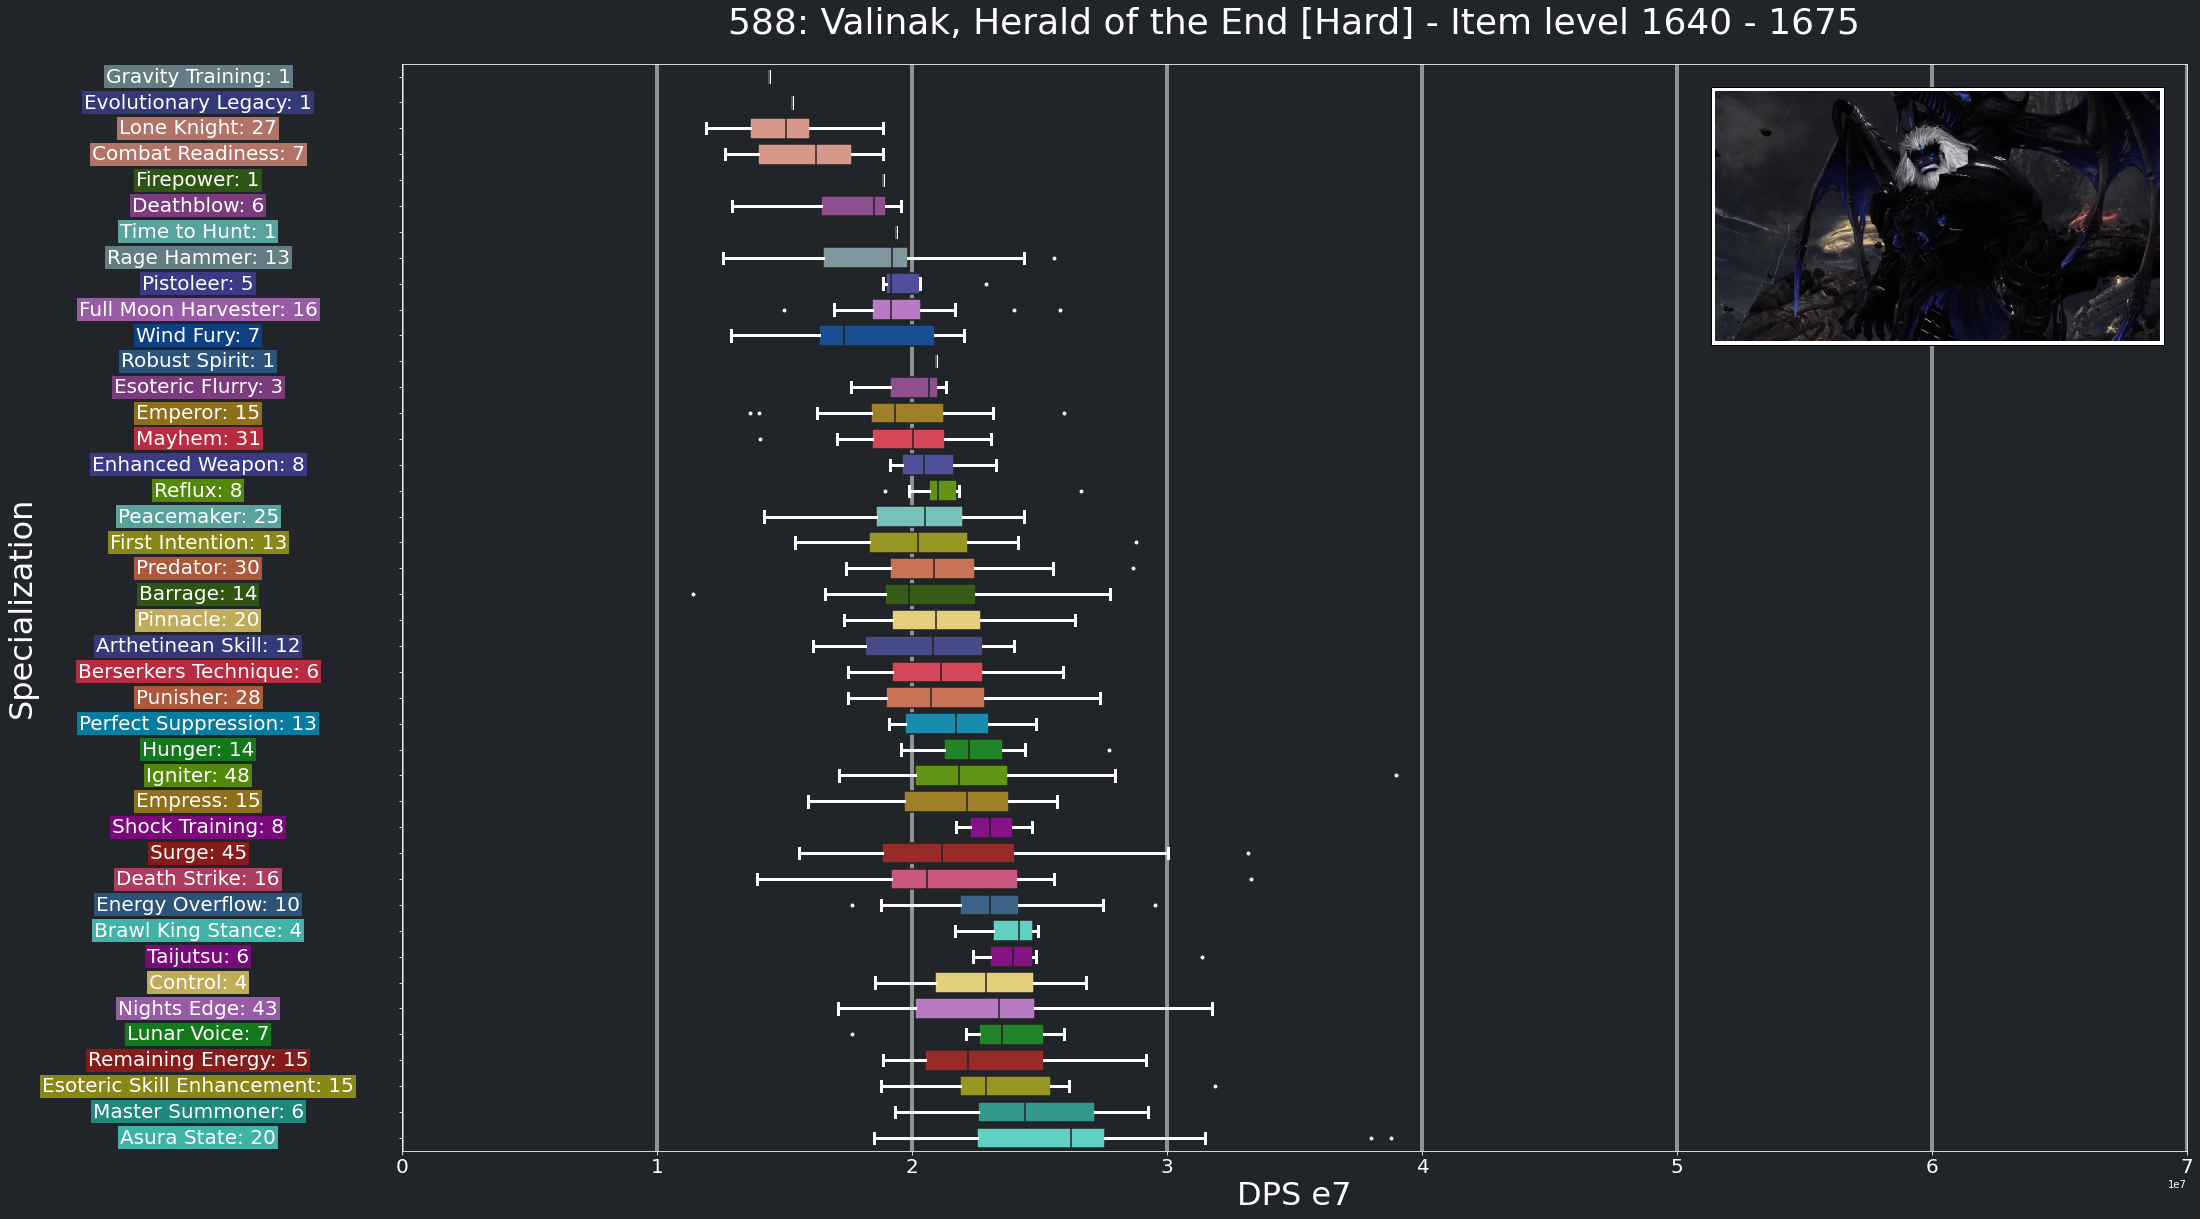 588: Valinak, Herald of the End [Hard] - Item level 1640 - 1675
Specialization
Gravity Training: 1
Evolutionary Legacy: 1
Lone Knight: 27
Combat Readiness: 7
Firepower: 1
Deathblow: 6
Time to Hunt: 1
Rage Hammer: 13
Pistoleer: 5
Full Moon Harvester: 16
Wind Fury: 7
Robust Spirit: 1
Esoteric Flurry: 3
Emperor: 15
Mayhem: 31
Enhanced Weapon: 8
Reflux: 8
Peacemaker: 25
First Intention: 13
Predator: 30
Barrage: 14
Pinnacle: 20
Arthetinean Skill: 12
Berserkers Technique: 6
Punisher: 28
Perfect Suppression: 13
Hunger: 14
Igniter: 48
Empress: 15
Shock Training: 8
Surge: 45
Death Strike: 16
Energy Overflow: 10
Brawl King Stance: 4
Taijutsu: 6
Control: 4
Nights Edge: 43
Lunar Voice: 7
Remaining Energy: 15
Esoteric Skill Enhancement: 15
Master Summoner: 6
Asura State: 20
0 1 2 3 4 5 6 7
DPS e7
1e7